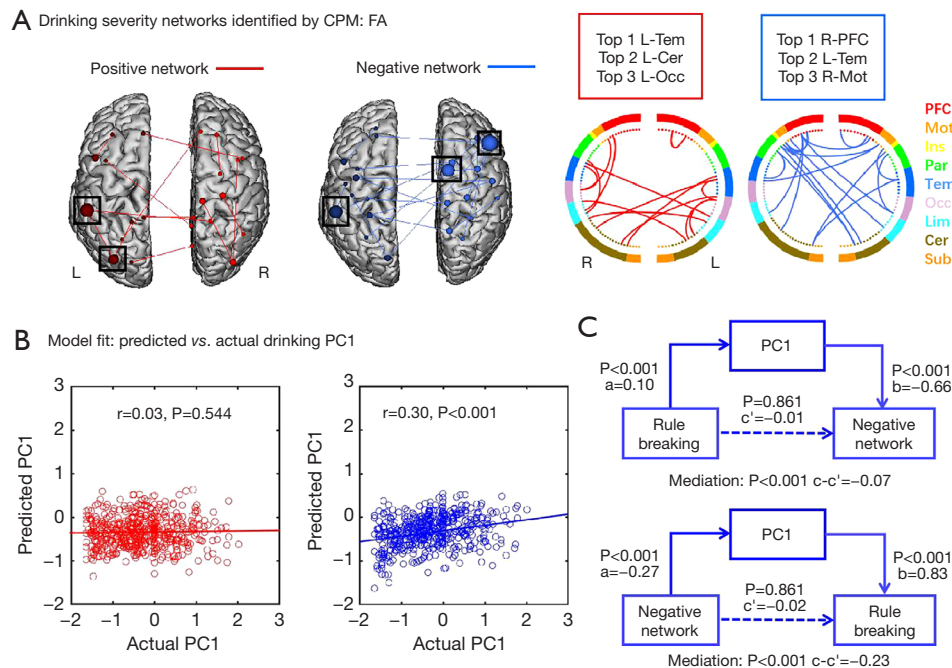 A Drinking severity networks identified by CPM: FA
Positive network
Negative network
L
R
Top 1 L-Tem
Top 2 L-Cer
Top 3 L-Occ
Top 1 R-PFC
Top 2 L-Tem
Top 3 R-Mot
R
L
PFC
Mot
Ins
Par
Tem
Occ
Lim
Cer
Sub
B Model fit: predicted vs. actual drinking PC1
Predicted PC1
3
2
1
0
−1
−2
r=0.03, P=0.544
−2 −1 0 1 2 3
Actual PC1
Predicted PC1
3
2
1
0
−1
−2
r=0.30, P<0.001
−2 −1 0 1 2 3
Actual PC1
C
PC1
P<0.001
a=0.10
P<0.001
b=−0.66
P=0.861
c'=−0.01
Rule
breaking
Negative
network
Mediation: P<0.001 c-c'=−0.07
PC1
P<0.001
a=−0.27
P<0.001
b=0.83
P=0.861
c'=−0.02
Negative
network
Rule
breaking
Mediation: P<0.001 c-c'=−0.23